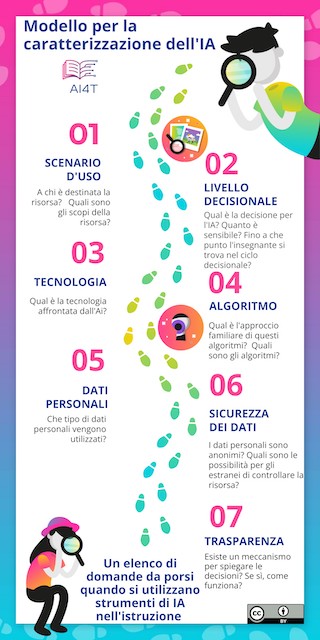 Modello per la
caratterizzazione dell'IA
AI4T
01
SCENARIO
D'USO
A chi è destinata la
risorsa? Quali sono
gli scopi della
risorsa?
02
LIVELLO
DECISIONALE
Qual è la decisione per
l'IA? Quanto è
sensibile? Fino a che
punto l'insegnante si
trova nel ciclo
decisionale?
03
TECNOLOGIA
Qual è la tecnologia
affrontata dall'Ai?
04
ALGORITMO
Qual è l'approccio
familiare di questi
algoritmi? Quali
sono gli algoritmi?
05
DATI
PERSONALI
Che tipo di dati
personali vengono
utilizzati?
06
SICUREZZA
DEI DATI
I dati personali sono
anonimi? Quali sono le
possibilità per gli
estranei di controllare la
risorsa?
07
TRASPARENZA
Esiste un meccanismo
per spiegare le
decisioni? Se sì, come
funziona?
Un elenco di
domande da porsi
quando si utilizzano
strumenti di IA
nell'istruzione
cc
BY